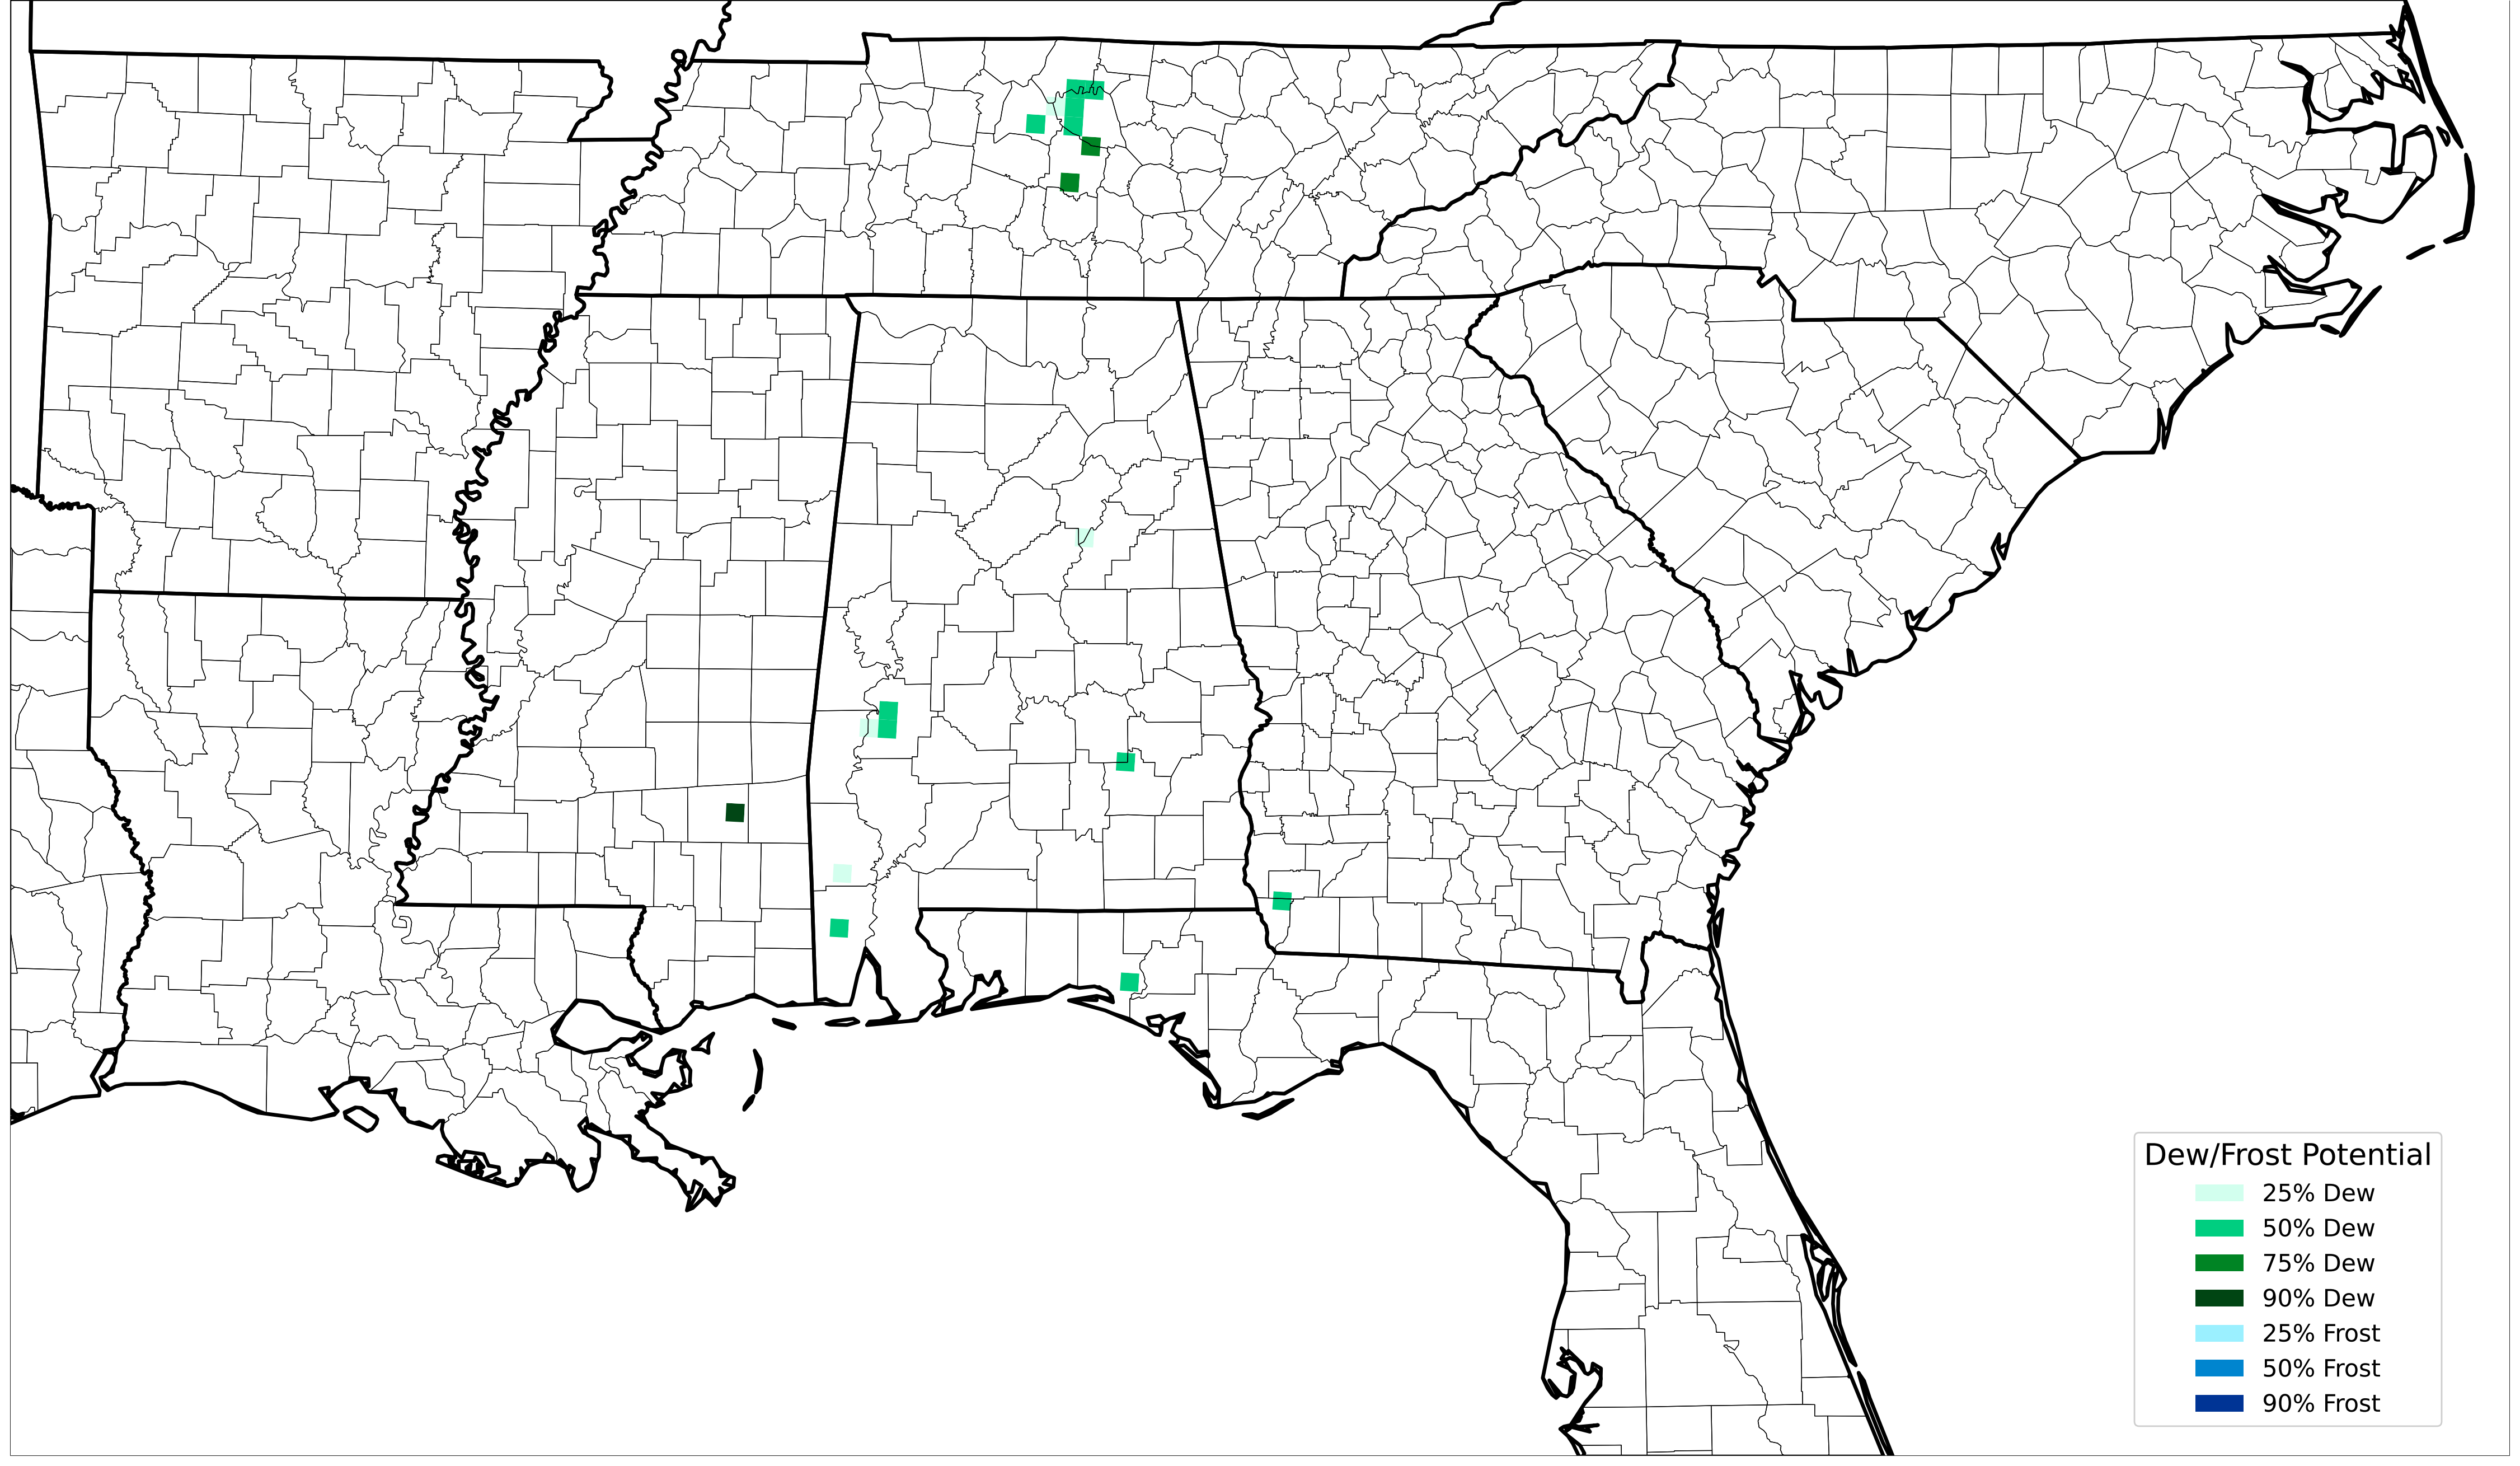 Dew/Frost Potential
25% Dew
50% Dew
75% Dew
90% Dew
25% Frost
50% Frost
90% Frost